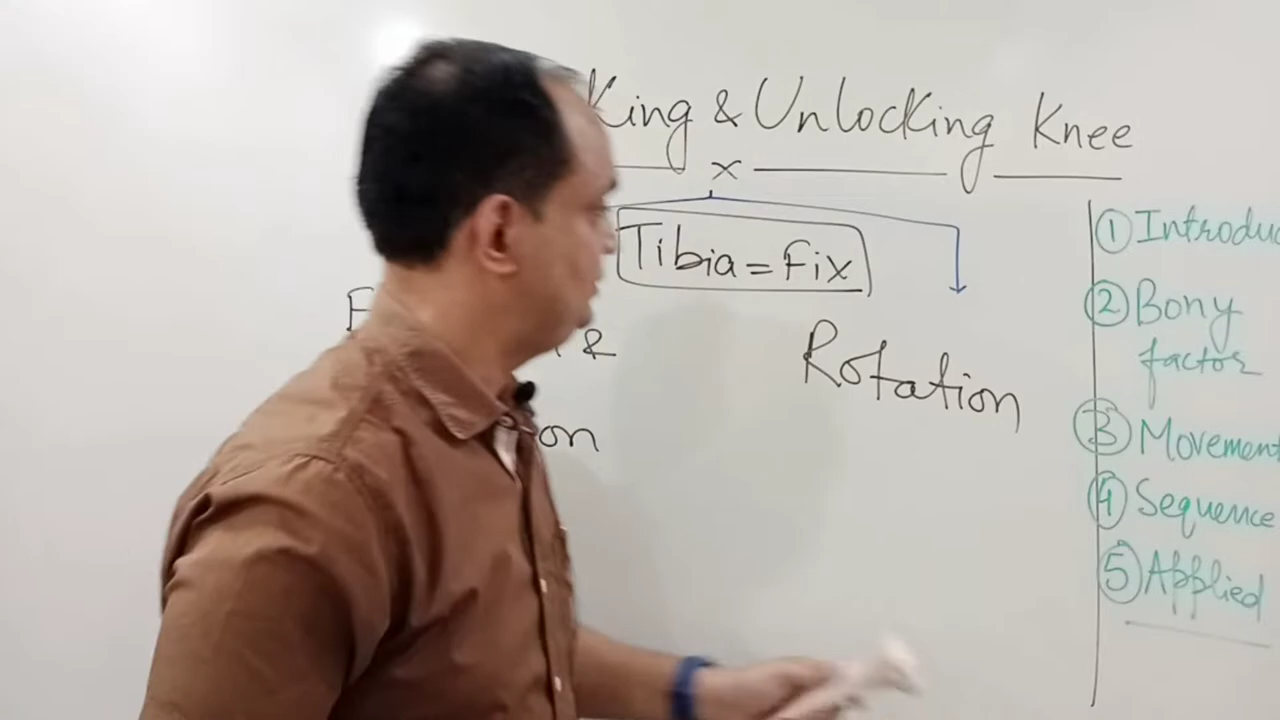 King & Unlocking Knee
x
Tibia = Fix
&
on
Rotation
① Introduc
② Bony
factor
③ Movement
④ Sequence
⑤ Applied